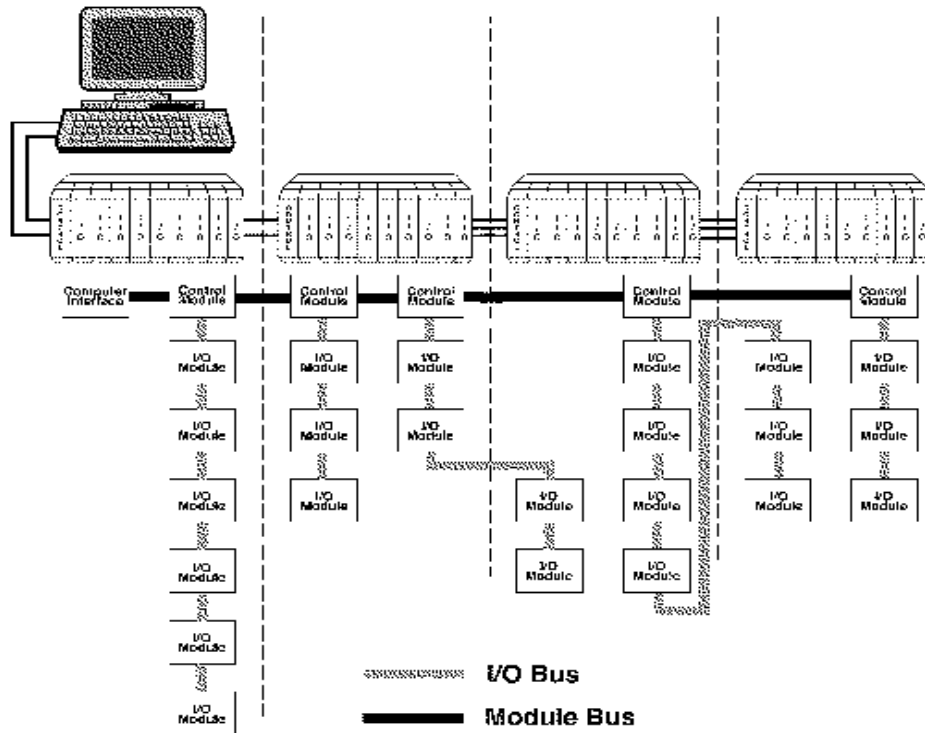 Computer
Interface
Control
Module
Control
Module
Control
Module
Control
Module
Control
Module
I/O
Module
I/O
Module
I/O
Module
I/O
Module
I/O
Module
I/O
Module
I/O
Module
I/O
Module
I/O
Module
I/O
Module
I/O
Module
I/O
Module
I/O
Module
I/O
Module
I/O
Module
I/O
Module
I/O
Module
I/O
Module
I/O
Module
I/O
Module
I/O
Module
I/O
Module
I/O
Module
I/O Bus
Module Bus